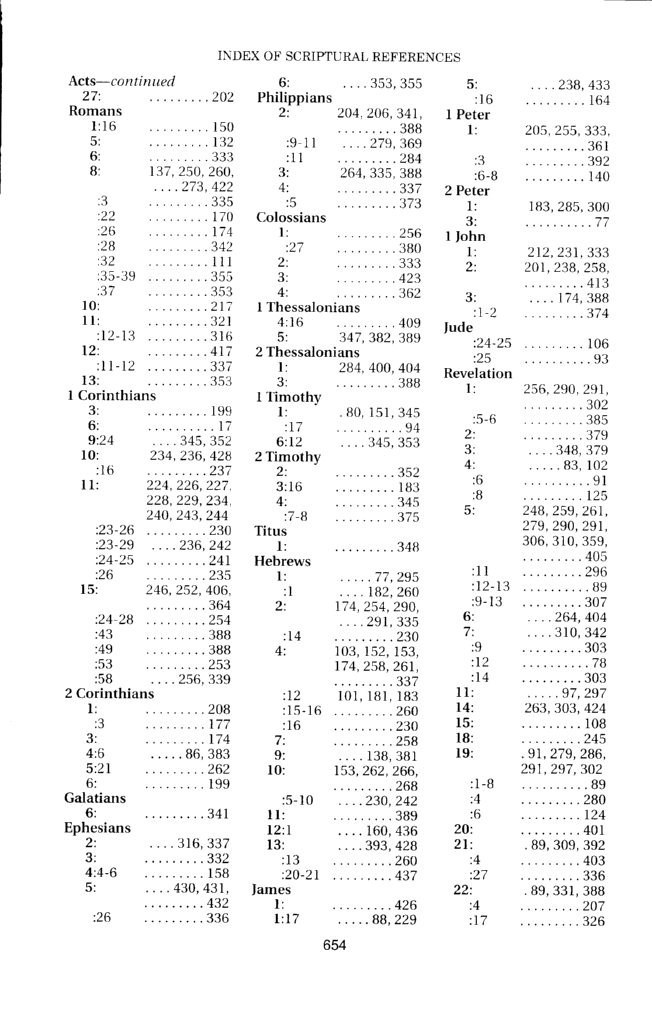 INDEX OF SCRIPTURAL REFERENCES
Acts—continued
27: . . . . . . . . . 202
Romans
1:16 . . . . . . . . . 150
5: . . . . . . . . . 132
6: . . . . . . . . . 333
8: 137, 250, 260,
. . . . 273, 422
:3 . . . . . . . . . 335
:22 . . . . . . . . . 170
:26 . . . . . . . . . 174
:28 . . . . . . . . . 342
:32 . . . . . . . . . 111
:35-39 . . . . . . . . . 355
:37 . . . . . . . . . 353
10: . . . . . . . . . 217
11: . . . . . . . . . 321
:12-13 . . . . . . . . . 316
12: . . . . . . . . . 417
:11-12 . . . . . . . . . 337
13: . . . . . . . . . 353
1 Corinthians
3: . . . . . . . . . 199
6: . . . . . . . . . . 17
9:24 . . . . 345, 352
10: 234, 236, 428
:16 . . . . . . . . . 237
11: 224, 226, 227,
228, 229, 234,
240, 243, 244
:23-26 . . . . . . . . . 230
:23-29 . . . . 236, 242
:24-25 . . . . . . . . . 241
:26 . . . . . . . . . 235
15: 246, 252, 406,
. . . . . . . . . 364
:24-28 . . . . . . . . . 254
:43 . . . . . . . . . 388
:49 . . . . . . . . . 388
:53 . . . . . . . . . 253
:58 . . . . 256, 339
2 Corinthians
1: . . . . . . . . . 208
:3 . . . . . . . . . 177
3: . . . . . . . . . 174
4:6 . . . . . 86, 383
5:21 . . . . . . . . . 262
6: . . . . . . . . . 199
Galatians
6: . . . . . . . . . 341
Ephesians
2: . . . . 316, 337
3: . . . . . . . . . 332
4:4-6 . . . . . . . . . 158
5: . . . . 430, 431,
. . . . . . . . . 432
:26 . . . . . . . . . 336
6: . . . . 353, 355
Philippians
2: 204, 206, 341,
. . . . . . . . . 388
:9-11 . . . . 279, 369
:11 . . . . . . . . . 284
3: 264, 335, 388
4: . . . . . . . . . 337
:5 . . . . . . . . . 373
Colossians
1: . . . . . . . . . 256
:27 . . . . . . . . . 380
2: . . . . . . . . . 333
3: . . . . . . . . . 423
4: . . . . . . . . . 362
1 Thessalonians
4:16 . . . . . . . . . 409
5: 347, 382, 389
2 Thessalonians
1: 284, 400, 404
3: . . . . . . . . . 388
1 Timothy
1: . 80, 151, 345
:17 . . . . . . . . . . 94
6:12 . . . . 345, 353
2 Timothy
2: . . . . . . . . . 352
3:16 . . . . . . . . . 183
4: . . . . . . . . . 345
:7-8 . . . . . . . . . 375
Titus
1: . . . . . . . . . 348
Hebrews
1: . . . . . 77, 295
:1 . . . . 182, 260
2: 174, 254, 290,
. . . . 291, 335
:14 . . . . . . . . . 230
4: 103, 152, 153,
174, 258, 261,
. . . . . . . . . 337
:12 101, 181, 183
:15-16 . . . . . . . . . 260
:16 . . . . . . . . . 230
7: . . . . . . . . . 258
9: . . . . 138, 381
10: 153, 262, 266,
. . . . . . . . . 268
:5-10 . . . . 230, 242
11: . . . . . . . . . 389
12:1 . . . . 160, 436
13: . . . . 393, 428
:13 . . . . . . . . . 260
:20-21 . . . . . . . . . 437
James
1: . . . . . . . . . 426
1:17 . . . . . 88, 229
5: . . . . 238, 433
:16 . . . . . . . . . 164
1 Peter
1: 205, 255, 333,
. . . . . . . . . 361
:3 . . . . . . . . . 392
:6-8 . . . . . . . . . 140
2 Peter
1: 183, 285, 300
3: . . . . . . . . . . 77
1 John
1: 212, 231, 333
2: 201, 238, 258,
. . . . . . . . . 413
3: . . . . 174, 388
:1-2 . . . . . . . . . 374
Jude
:24-25 . . . . . . . . . 106
:25 . . . . . . . . . . 93
Revelation
1: 256, 290, 291,
. . . . . . . . . 302
:5-6 . . . . . . . . . 385
2: . . . . . . . . . 379
3: . . . . 348, 379
4: . . . . . 83, 102
:6 . . . . . . . . . . 91
:8 . . . . . . . . . 125
5: 248, 259, 261,
279, 290, 291,
306, 310, 359,
. . . . . . . . . 405
:11 . . . . . . . . . 296
:12-13 . . . . . . . . . . 89
:9-13 . . . . . . . . . 307
6: . . . . 264, 404
7: . . . . 310, 342
:9 . . . . . . . . . 303
:12 . . . . . . . . . . 78
:14 . . . . . . . . . 303
11: . . . . . 97, 297
14: 263, 303, 424
15: . . . . . . . . . 108
18: . . . . . . . . . 245
19: . 91, 279, 286,
291, 297, 302
:1-8 . . . . . . . . . . 89
:4 . . . . . . . . . 280
:6 . . . . . . . . . 124
20: . . . . . . . . . 401
21: . 89, 309, 392
:4 . . . . . . . . . 403
:27 . . . . . . . . . 336
22: . 89, 331, 388
:4 . . . . . . . . . 207
:17 . . . . . . . . . 326
654